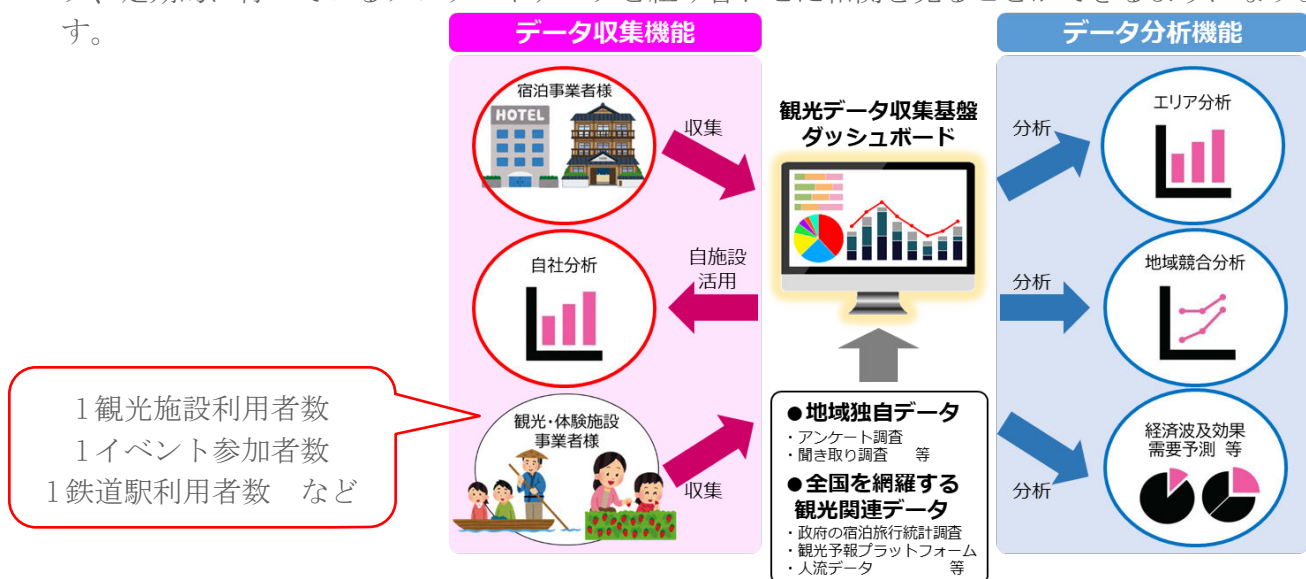 す。
データ収集機能
データ分析機能
宿泊事業者様
HOTEL
収集
観光データ収集基盤
ダッシュボード
分析
エリア分析
自社分析
自施設
活用
分析
地域競合分析
1観光施設利用者数
1イベント参加者数
1鉄道駅利用者数 など
観光・体験施設
事業者様
収集
●地域独自データ
・アンケート調査
・聞き取り調査 等
●全国を網羅する
観光関連データ
・政府の宿泊旅行統計調査
・観光予報プラットフォーム
・人流データ 等
分析
経済波及効果
需要予測 等